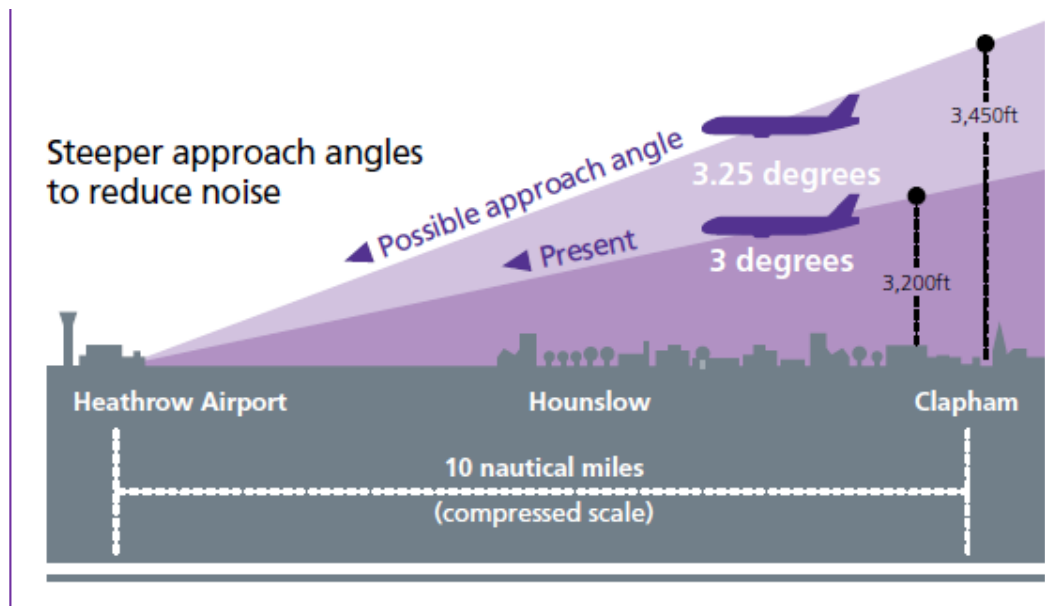 Steeper approach angles
to reduce noise
Possible approach angle
3.25 degrees
3,450ft
Present
3 degrees
3,200ft
Heathrow Airport
Hounslow
Clapham
10 nautical miles
(compressed scale)